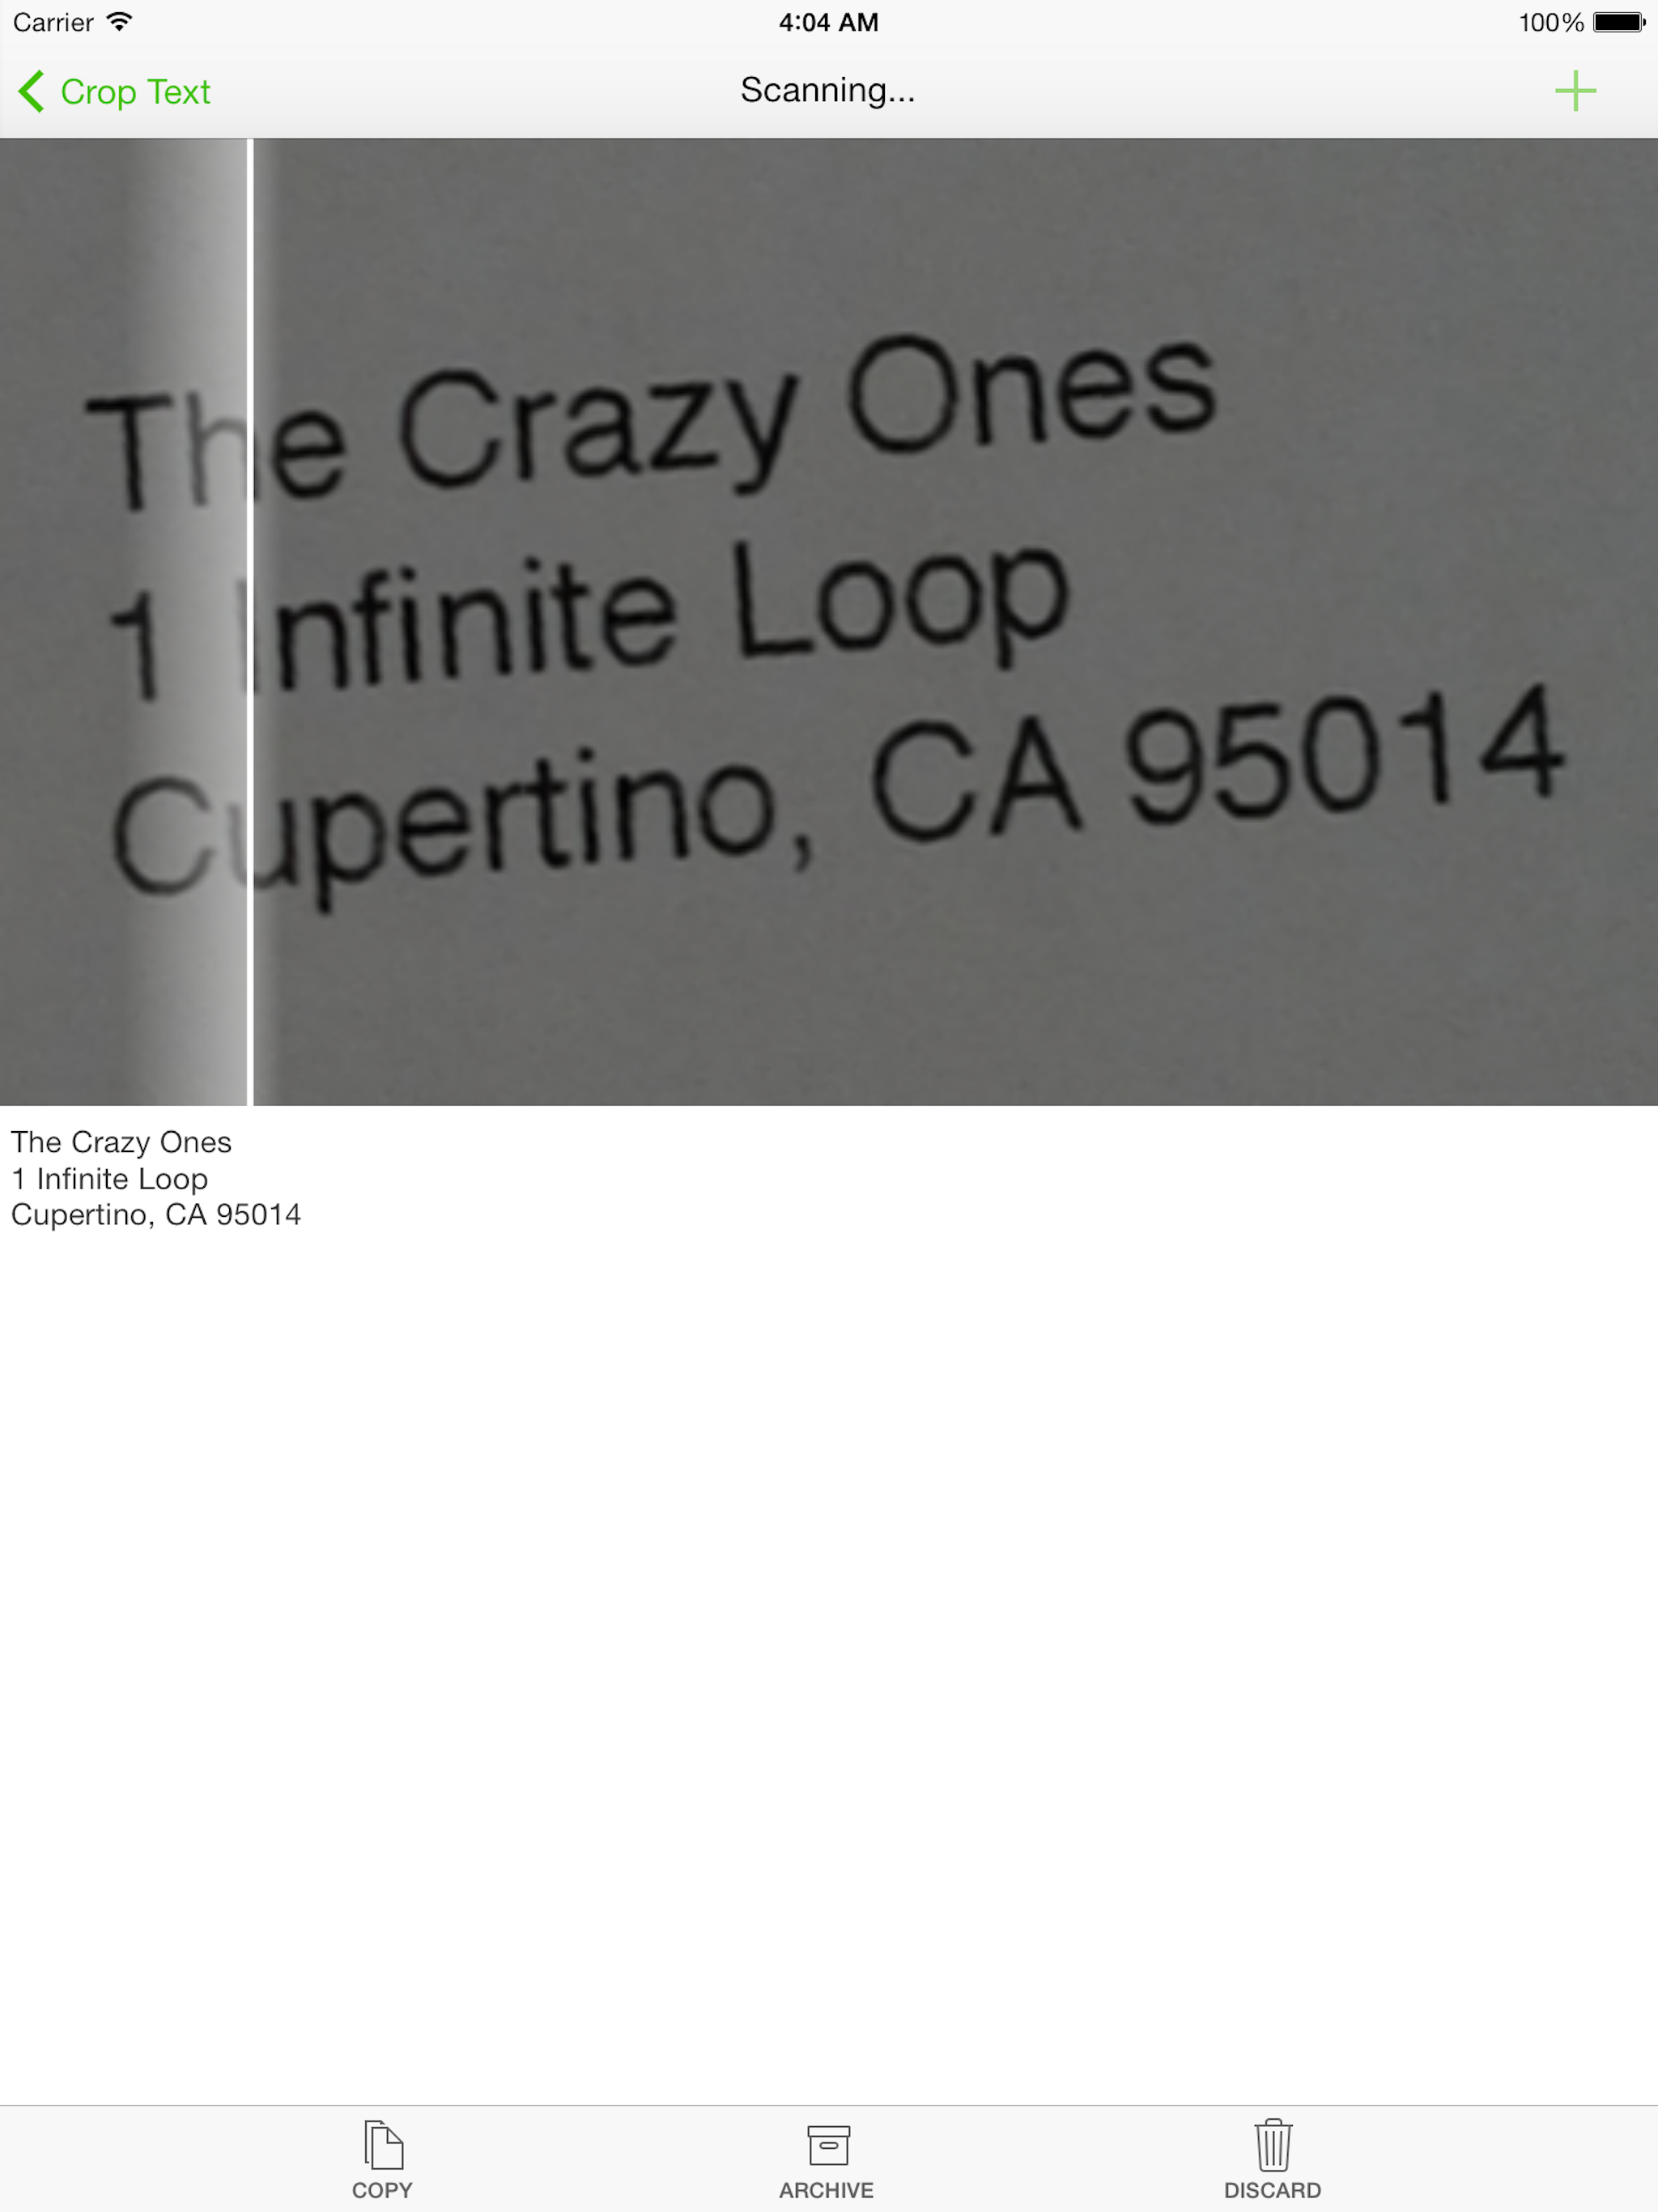 Carrier 4:04 AM 100%
Crop Text Scanning...
The Crazy Ones
1 Infinite Loop
Cupertino, CA 95014
The Crazy Ones
1 Infinite Loop
Cupertino, CA 95014
COPY ARCHIVE DISCARD